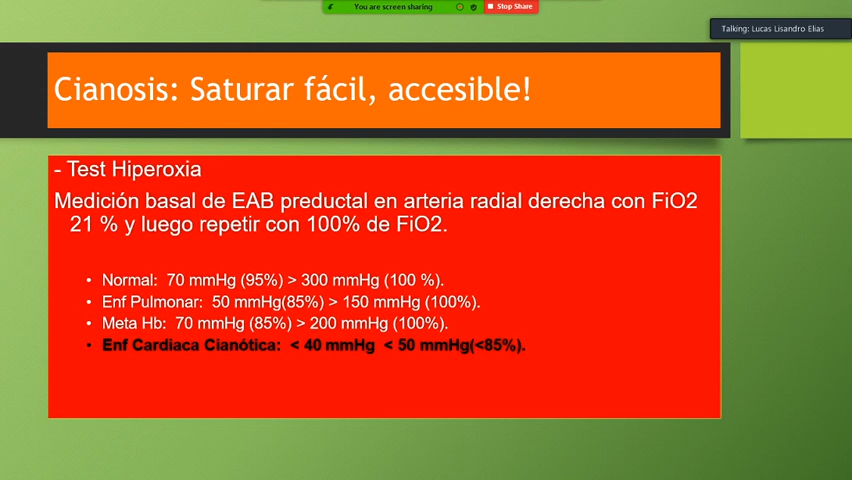 You are screen sharing
Stop Share
Talking: Lucas Lisandro Elias
Cianosis: Saturar fácil, accesible!
- Test Hiperoxia
Medición basal de EAB preductal en arteria radial derecha con FiO2
21 % y luego repetir con 100% de FiO2.
• Normal: 70 mmHg (95%) > 300 mmHg (100 %).
• Enf Pulmonar: 50 mmHg(85%) > 150 mmHg (100%).
• Meta Hb: 70 mmHg (85%) > 200 mmHg (100%).
• Enf Cardiaca Cianótica: < 40 mmHg < 50 mmHg(<85%).